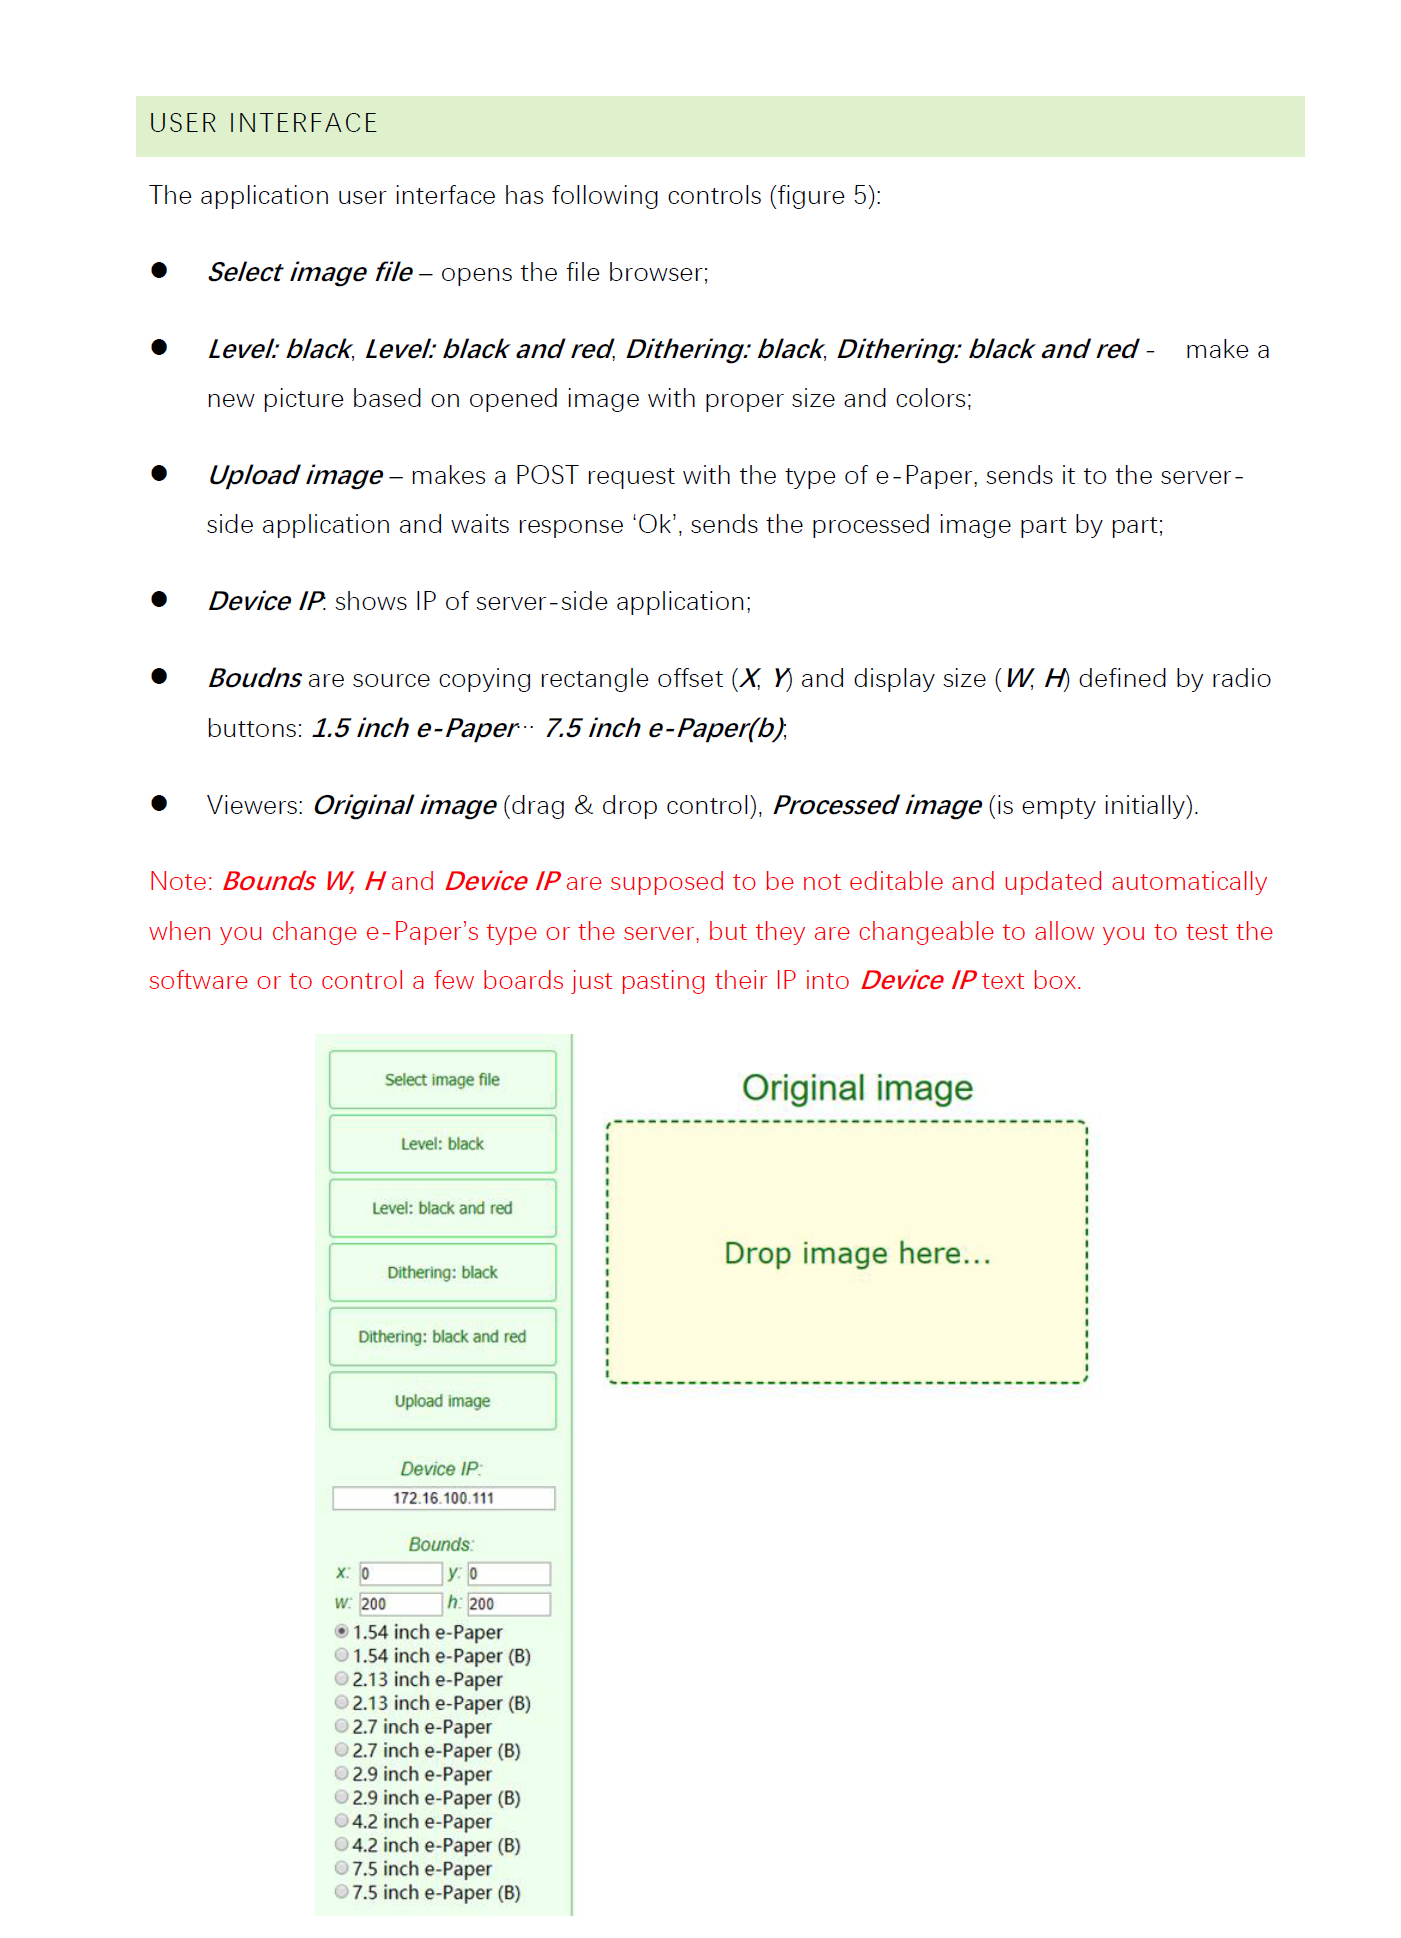 USER INTERFACE
The application user interface has following controls (figure 5):
● Select image file – opens the file browser;
● Level: black, Level: black and red, Dithering: black, Dithering: black and red - make a
new picture based on opened image with proper size and colors;
● Upload image – makes a POST request with the type of e-Paper, sends it to the server-
side application and waits response ‘Ok’, sends the processed image part by part;
● Device IP: shows IP of server-side application;
● Boudns are source copying rectangle offset (X, Y) and display size (W, H) defined by radio
buttons: 1.5 inch e-Paper… 7.5 inch e-Paper(b);
● Viewers: Original image (drag & drop control), Processed image (is empty initially).
Note: Bounds W, H and Device IP are supposed to be not editable and updated automatically
when you change e-Paper’s type or the server, but they are changeable to allow you to test the
software or to control a few boards just pasting their IP into Device IP text box.
Select image file
Level: black
Level: black and red
Dithering: black
Dithering: black and red
Upload image
Device IP:
172.16.100.111
Bounds:
x: 0 y: 0
w: 200 h: 200
1.54 inch e-Paper
1.54 inch e-Paper (B)
2.13 inch e-Paper
2.13 inch e-Paper (B)
2.7 inch e-Paper
2.7 inch e-Paper (B)
2.9 inch e-Paper
2.9 inch e-Paper (B)
4.2 inch e-Paper
4.2 inch e-Paper (B)
7.5 inch e-Paper
7.5 inch e-Paper (B)
Original image
Drop image here...